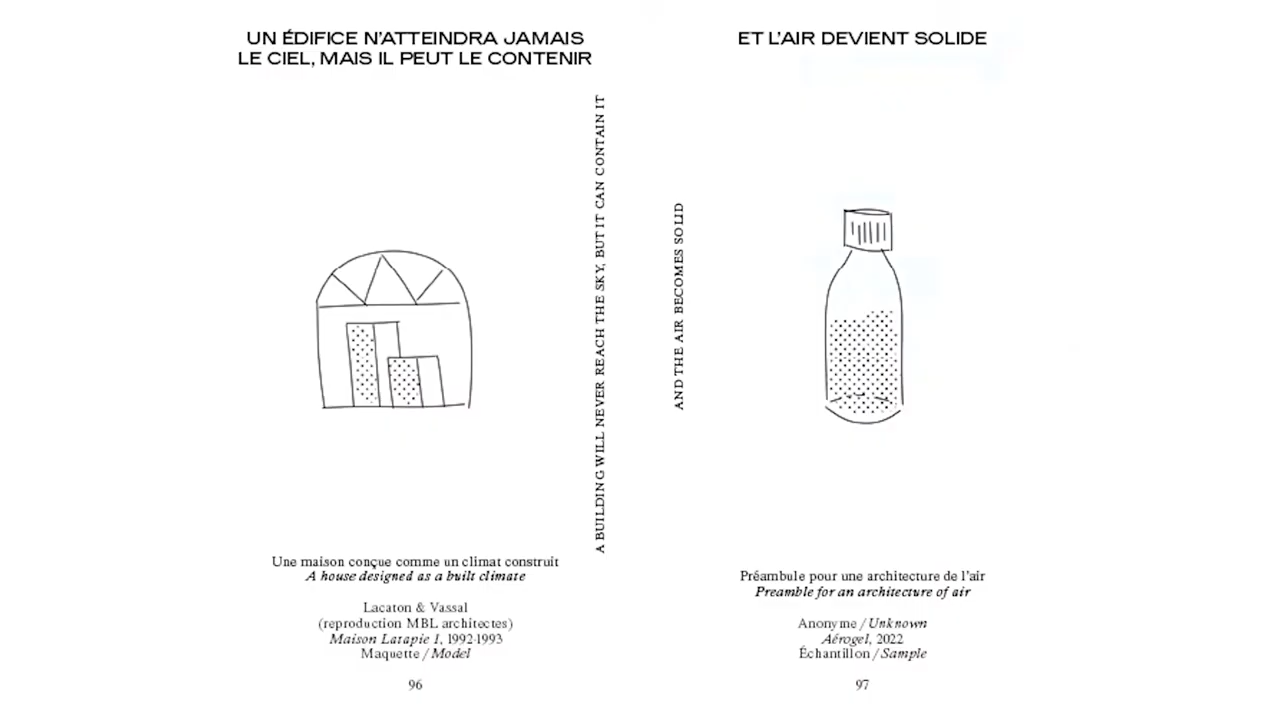 UN ÉDIFICE N'ATTEINDRA JAMAIS
LE CIEL, MAIS IL PEUT LE CONTENIR
A BUILDING WILL NEVER REACH THE SKY, BUT IT CAN CONTAIN IT
Une maison conçue comme un climat construit
A house designed as a built climate
Lacaton & Vassal
(reproduction MBL architectes)
Maison Latapie 1, 1992-1993
Maquette / Model
96
ET L'AIR DEVIENT SOLIDE
AND THE AIR BECOMES SOLID
Préambule pour une architecture de l'air
Preamble for an architecture of air
Anonyme / Unknown
Aérogel, 2022
Échantillon / Sample
97